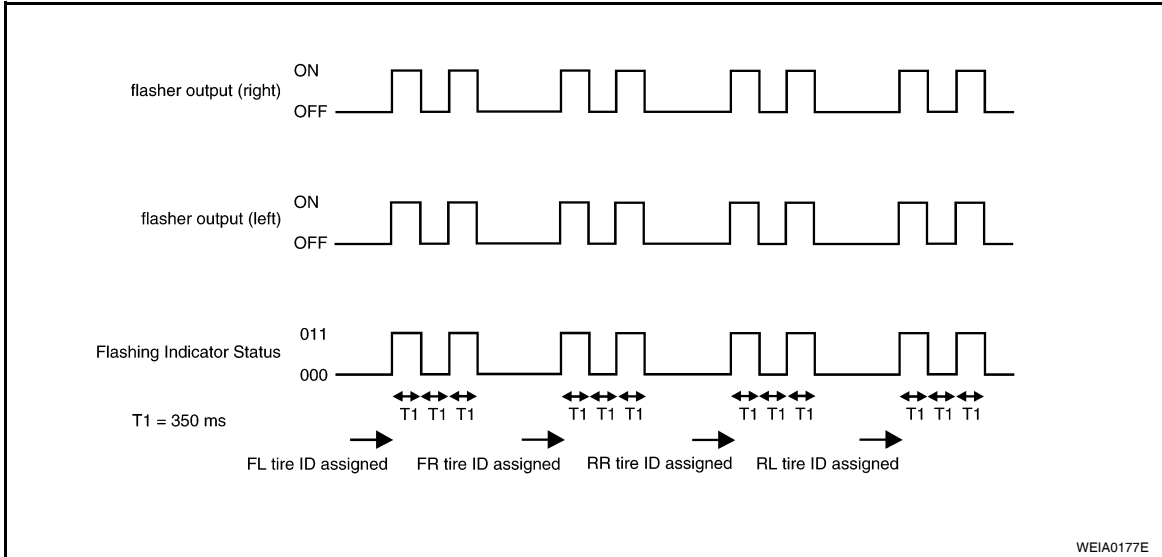 ON
flasher output (right)
OFF
ON
flasher output (left)
OFF
011
Flashing Indicator Status
000
T1 T1 T1 T1 T1 T1 T1 T1 T1 T1 T1 T1
T1 = 350 ms
FL tire ID assigned FR tire ID assigned RR tire ID assigned RL tire ID assigned
WEIA0177E